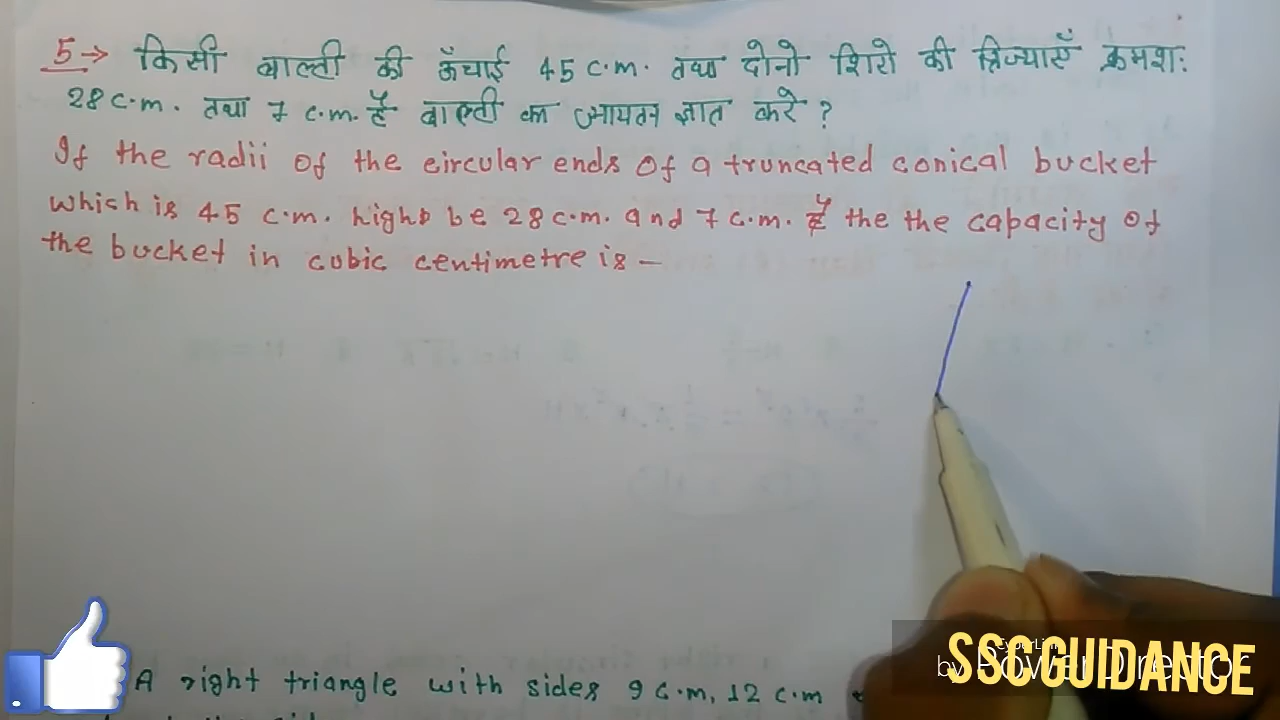 5→ किसी बाल्टी की ऊँचाई 45 c.m. तथा दोनो शिरो की त्रिज्याएँ क्रमश:
28 c.m. तथा 7 c.m. है बाल्टी का आयतन ज्ञात करे ?
If the radii of the circular ends of a truncated conical bucket
which is 45 c.m. high be 28 c.m. and 7 c.m. है the the capacity of
the bucket in cubic centimetre is —
A right triangle with sides 9 c.m, 12 c.m
by PowerDirector
SSCGUIDANCE